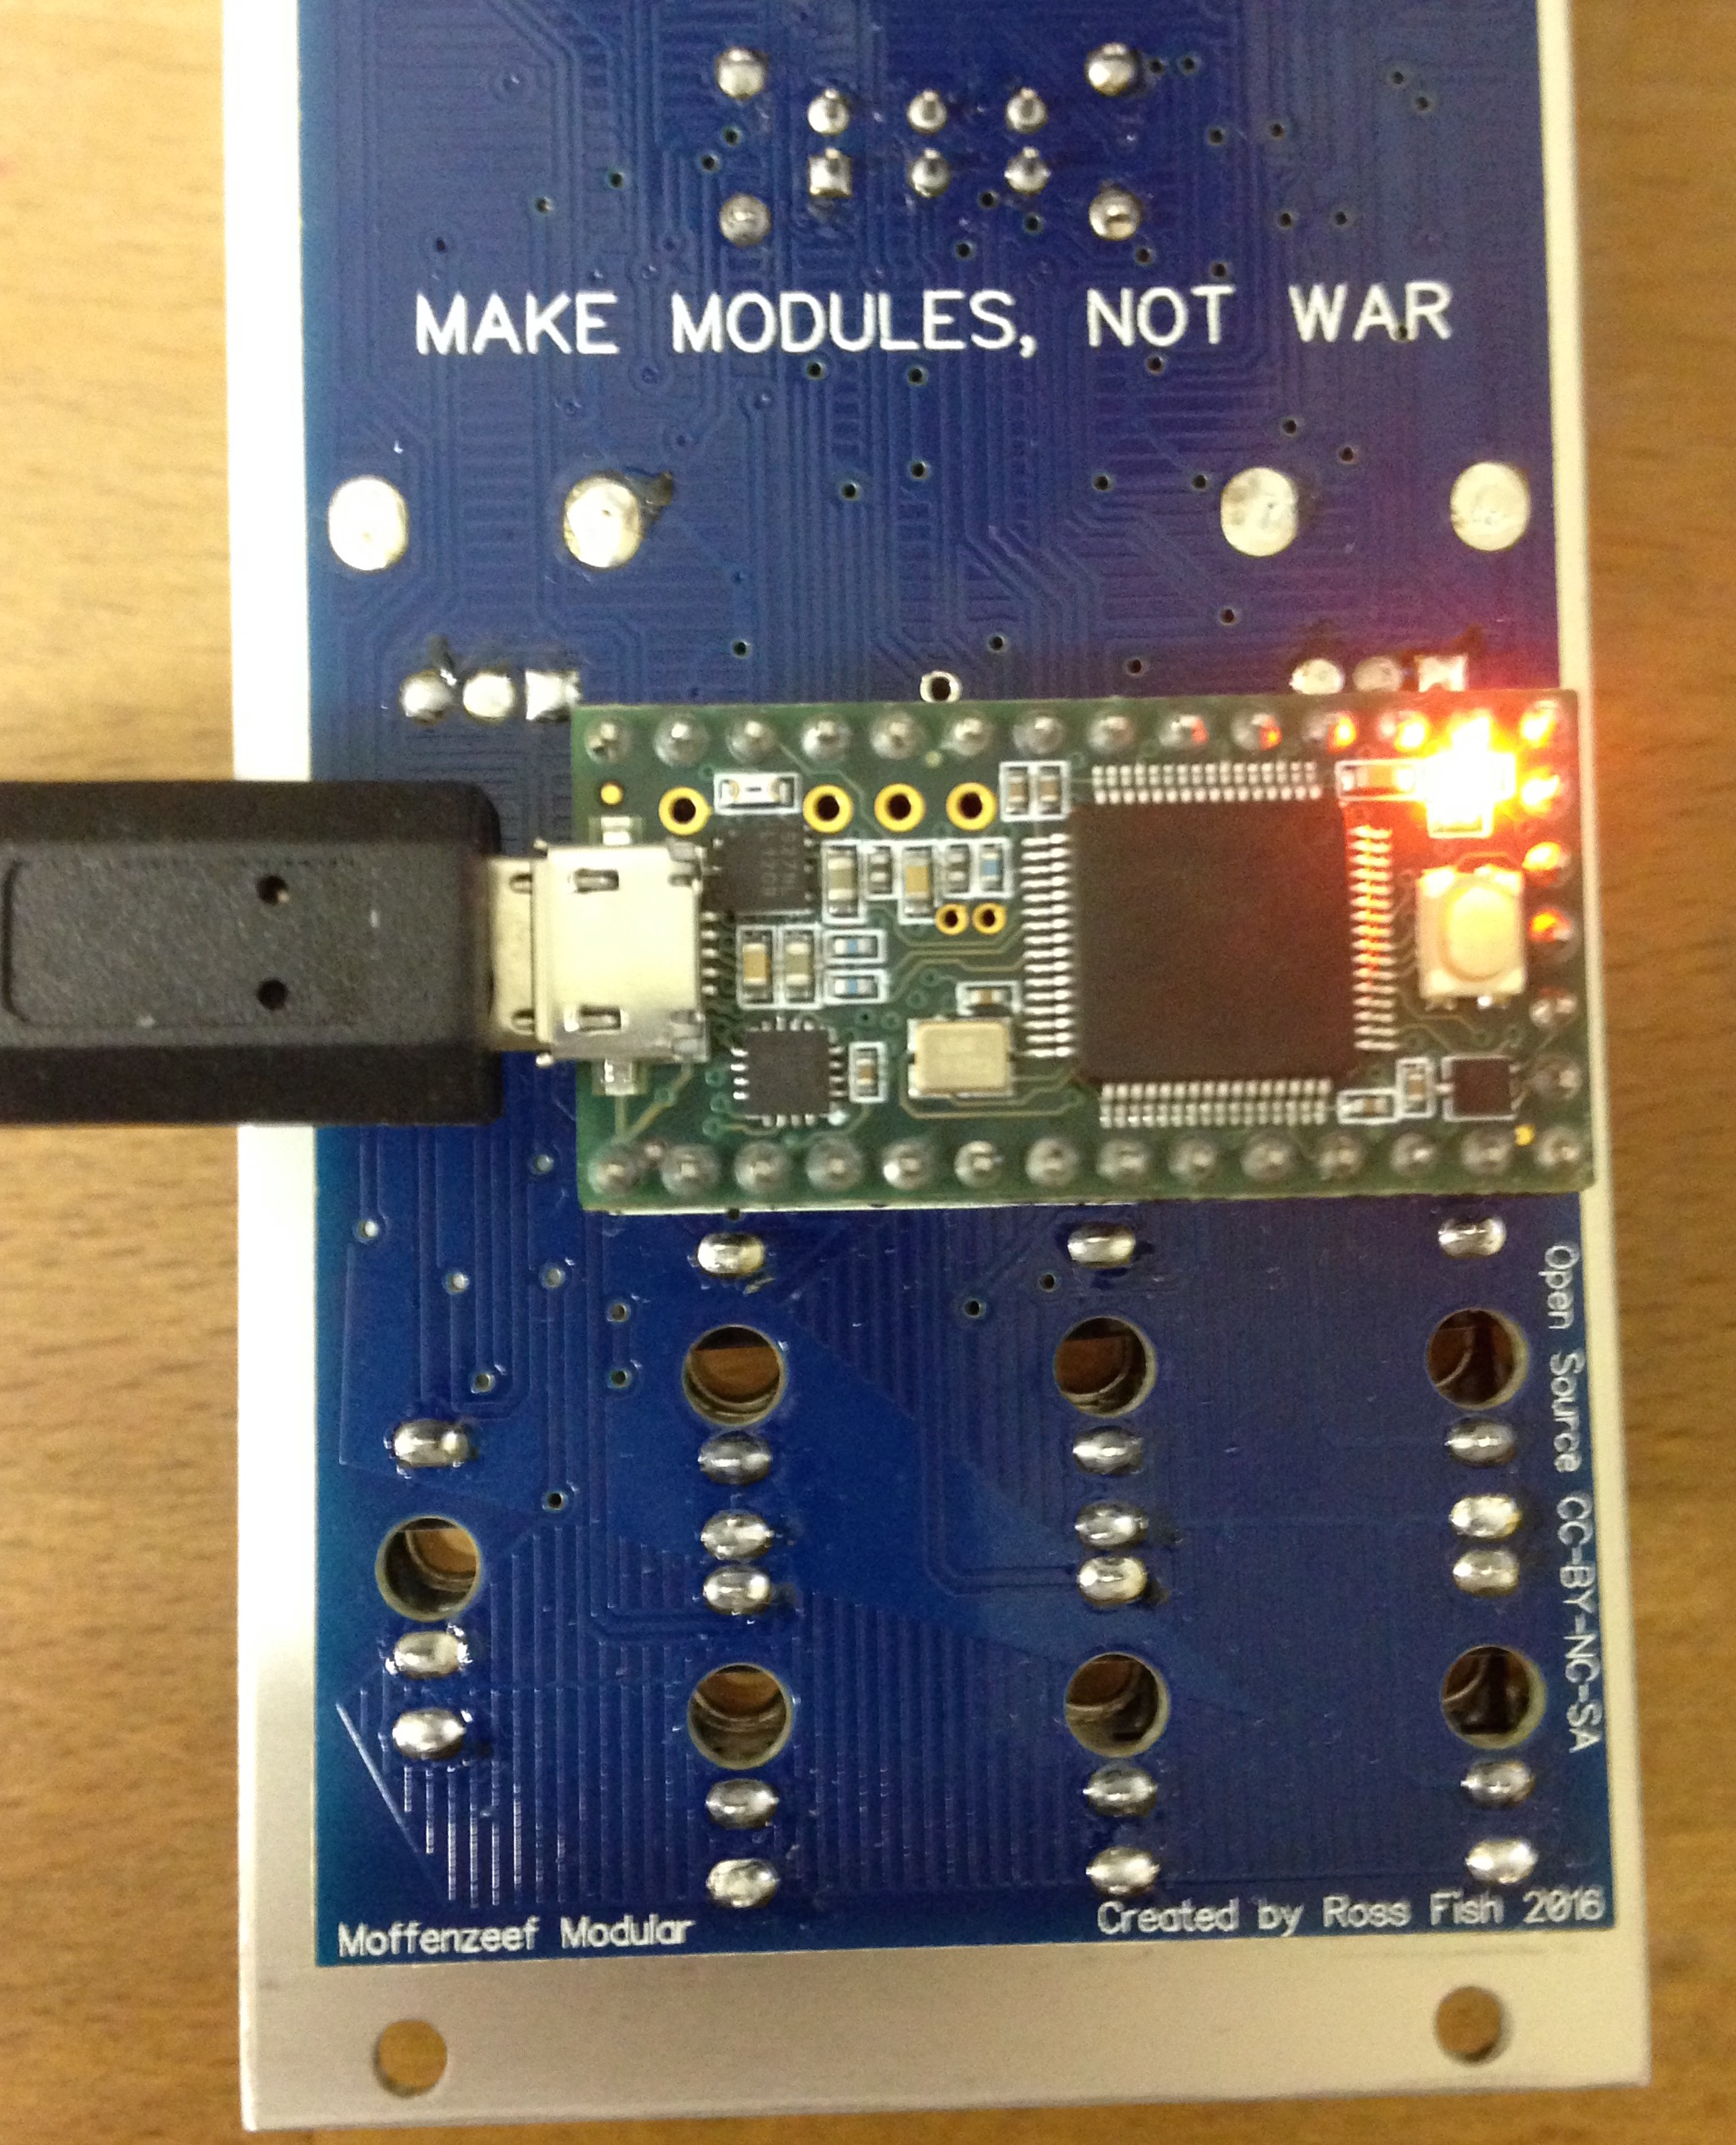 MAKE MODULES, NOT WAR
Open Source CC-BY-NC-SA
Moffenzeef Modular
Created by Ross Fish 2016